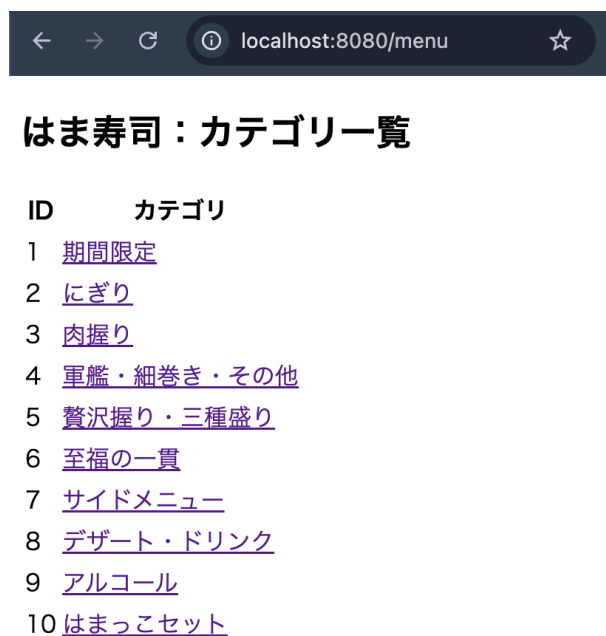 localhost:8080/menu
はま寿司：カテゴリ一覧
ID カテゴリ
1 期間限定
2 にぎり
3 肉握り
4 軍艦・細巻き・その他
5 贅沢握り・三種盛り
6 至福の一貫
7 サイドメニュー
8 デザート・ドリンク
9 アルコール
10 はまっこセット